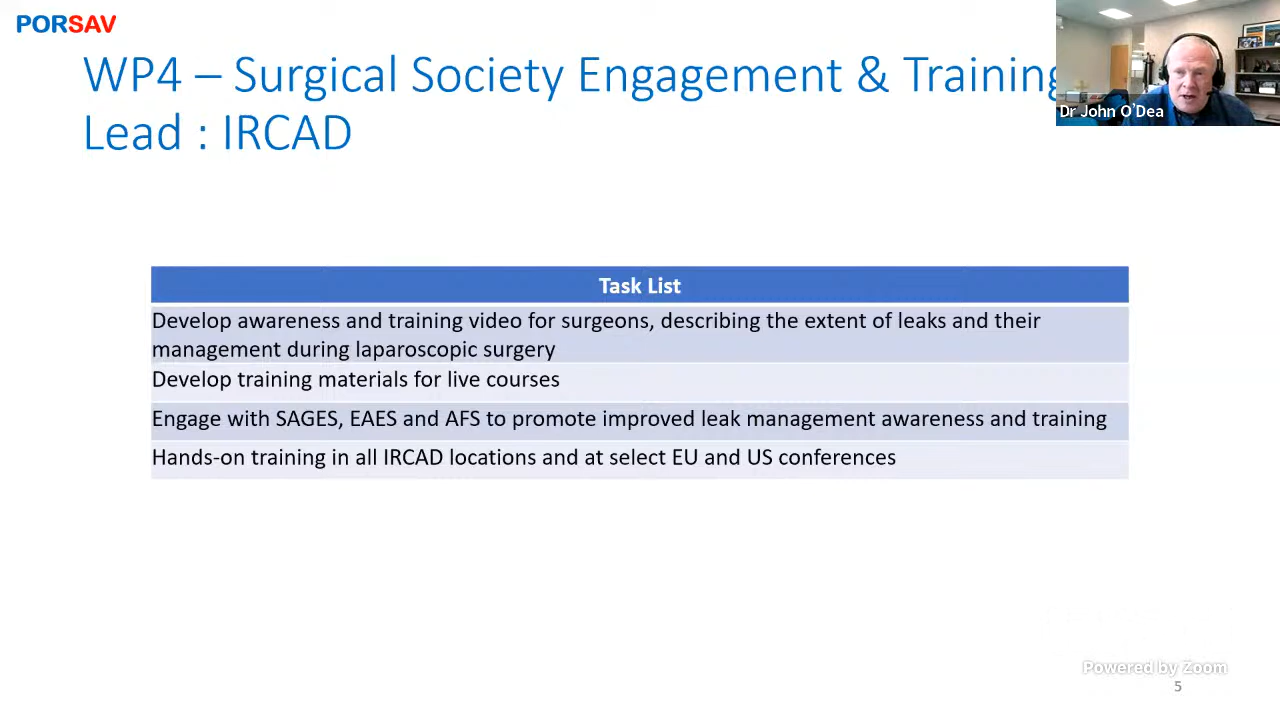 PORSAV
WP4 – Surgical Society Engagement & Training
Lead : IRCAD
Dr John O'Dea
Task List
Develop awareness and training video for surgeons, describing the extent of leaks and their
management during laparoscopic surgery
Develop training materials for live courses
Engage with SAGES, EAES and AFS to promote improved leak management awareness and training
Hands-on training in all IRCAD locations and at select EU and US conferences
Powered by Zoom
5